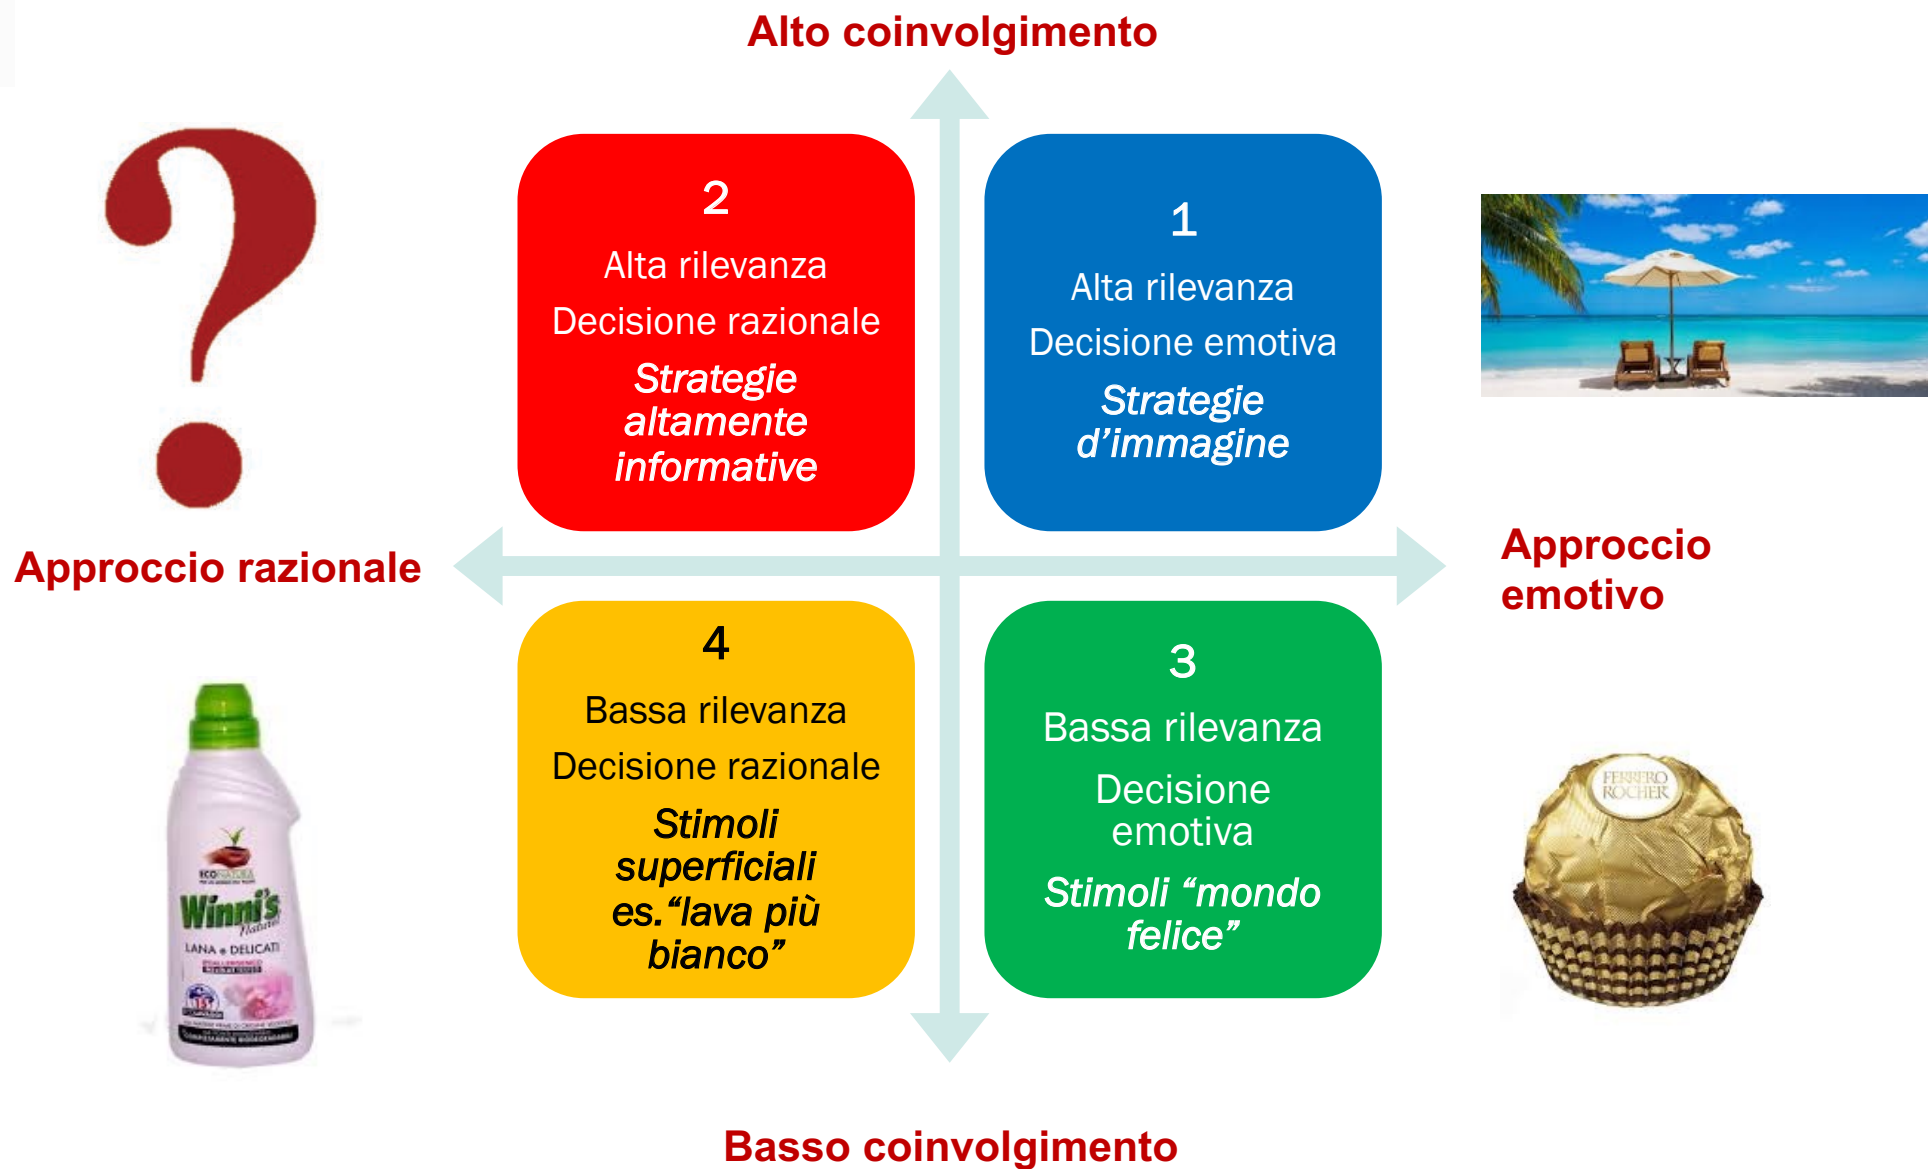 Alto coinvolgimento
2
Alta rilevanza
Decisione razionale
Strategie
altamente
informative
1
Alta rilevanza
Decisione emotiva
Strategie
d’immagine
Approccio razionale
Approccio
emotivo
4
Bassa rilevanza
Decisione razionale
Stimoli
superficiali
es.“lava più
bianco”
3
Bassa rilevanza
Decisione
emotiva
Stimoli “mondo
felice”
ECONATURA
Winni's
Naturel
LANA e DELICATI
FERRERO
ROCHER
Basso coinvolgimento